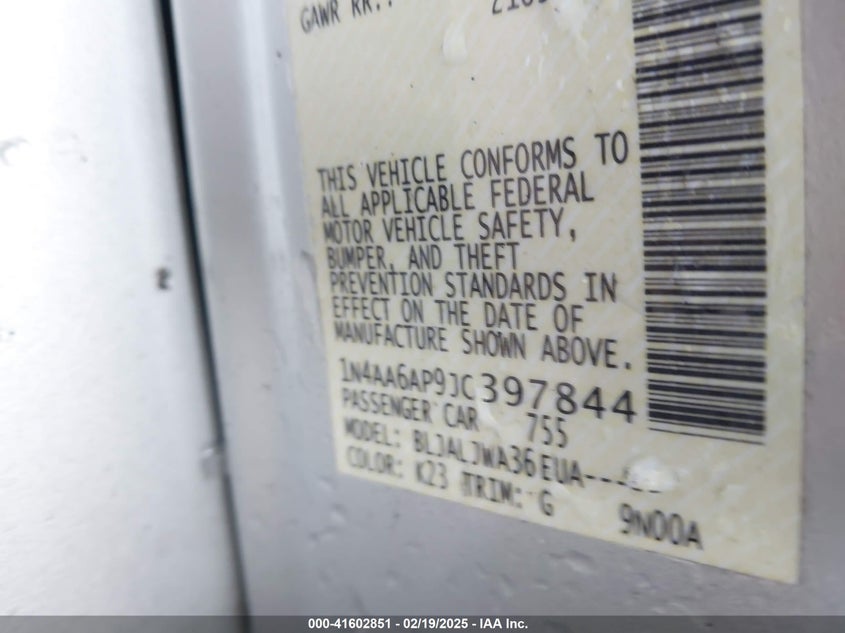 GAWR RR.:
THIS VEHICLE CONFORMS TO
ALL APPLICABLE FEDERAL
MOTOR VEHICLE SAFETY,
BUMPER, AND THEFT
PREVENTION STANDARDS IN
EFFECT ON THE DATE OF
MANUFACTURE SHOWN ABOVE.
1N4AA6AP9JC397844
PASSENGER CAR 755
MODEL: BLJALJWA36EUA---
COLOR: K23 TRIM: G 9N00A
000-41602851 - 02/19/2025 - IAA Inc.